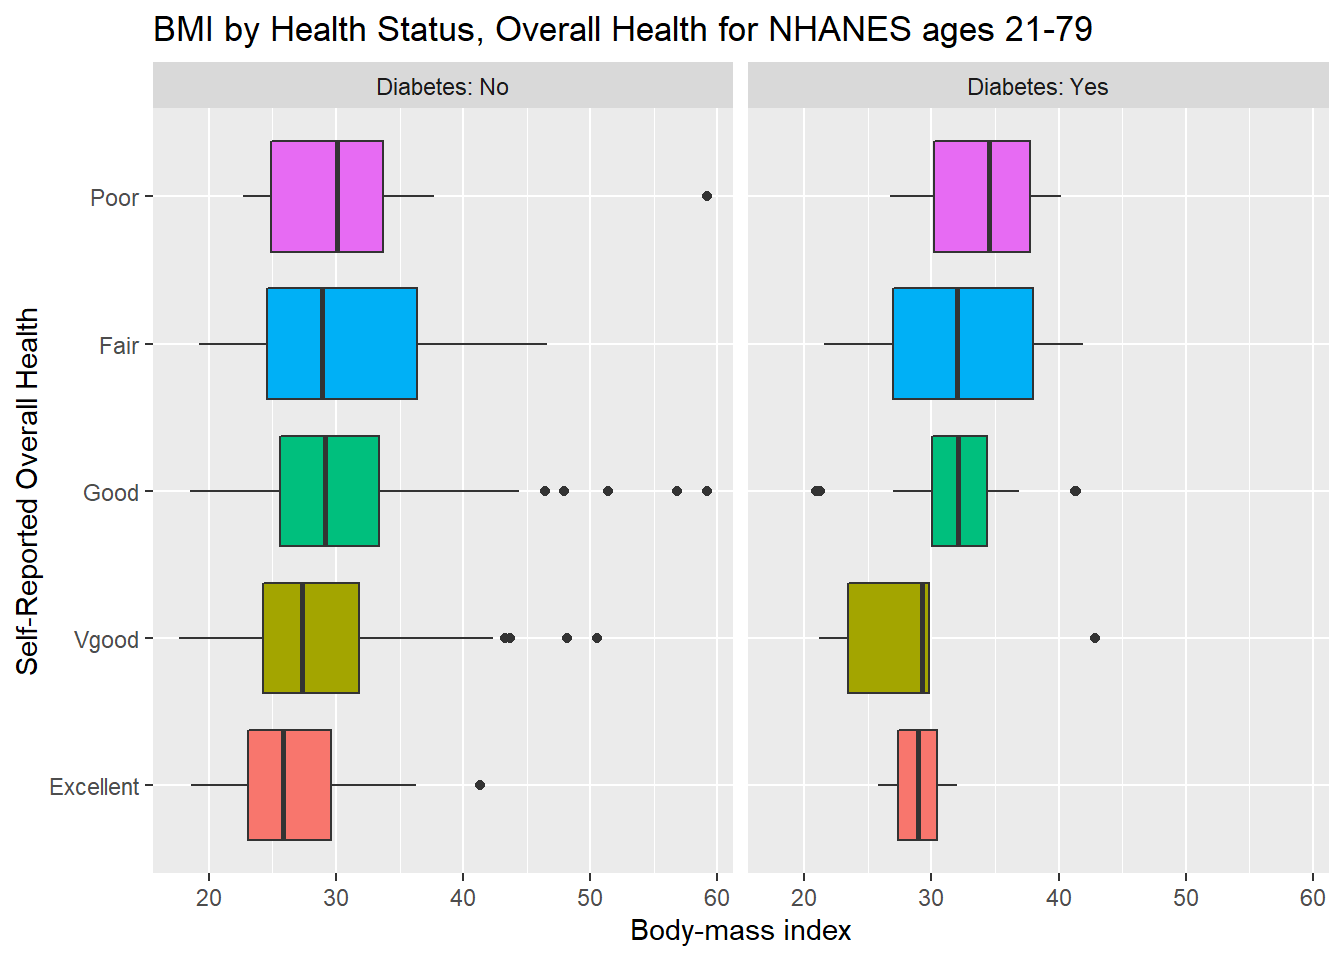 BMI by Health Status, Overall Health for NHANES ages 21-79
Diabetes: No
Diabetes: Yes
Self-Reported Overall Health
Poor
Fair
Good
Vgood
Excellent
20 30 40 50 60
20 30 40 50 60
Body-mass index